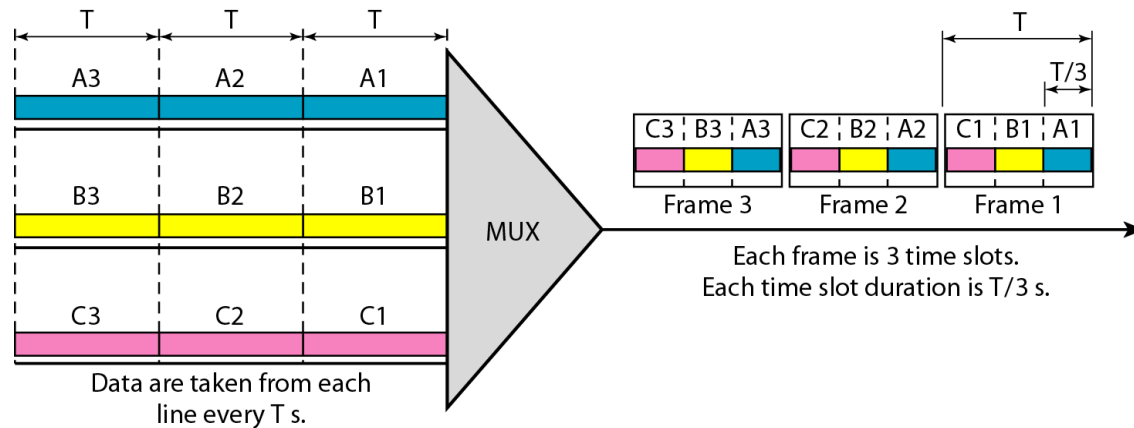 T T T
T
T/3
A3 A2 A1
C3 B3 A3 C2 B2 A2 C1 B1 A1
B3 B2 B1
Frame 3 Frame 2 Frame 1
MUX
Each frame is 3 time slots.
Each time slot duration is T/3 s.
C3 C2 C1
Data are taken from each
line every T s.